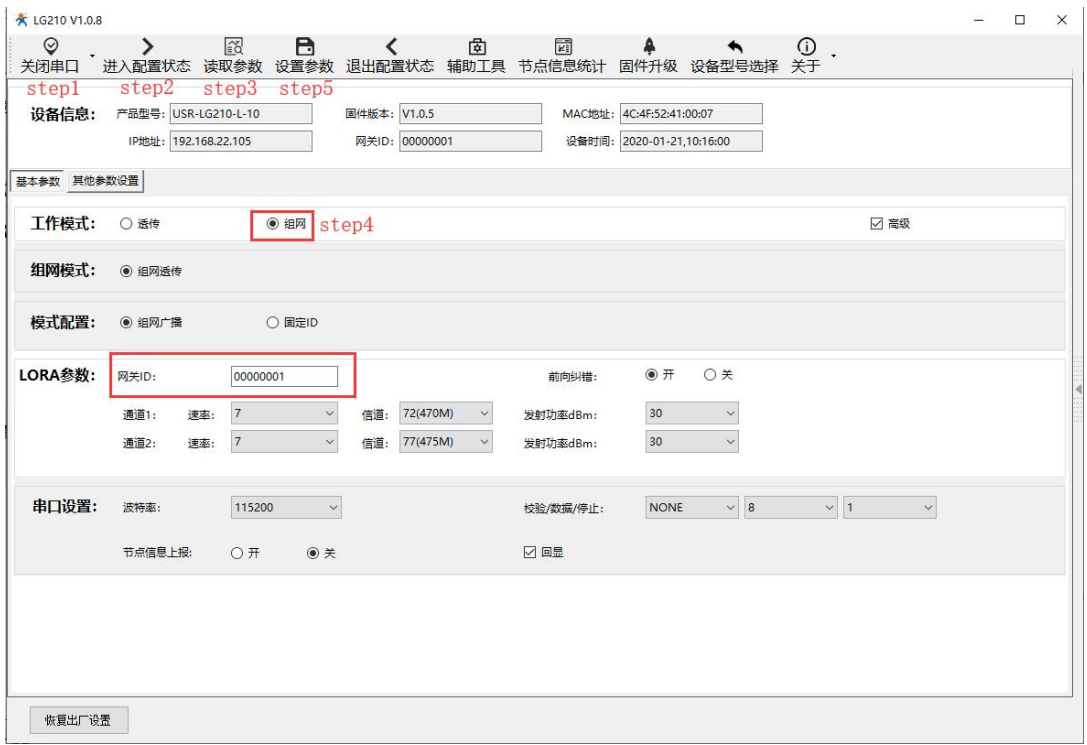 LG210 V1.0.8
关闭串口 进入配置状态 读取参数 设置参数 退出配置状态 辅助工具 节点信息统计 固件升级 设备型号选择 关于
step1 step2 step3 step5
设备信息: 产品型号: USR-LG210-L-10 固件版本: V1.0.5 MAC地址: 4C:4F:52:41:00:07
IP地址: 192.168.22.105 网关ID: 00000001 设备时间: 2020-01-21,10:16:00
基本参数 其他参数设置
工作模式: 透传 组网 step4 高级
组网模式: 组网透传
模式配置: 组网广播 固定ID
LORA参数: 网关ID: 00000001 前向纠错: 开 关
通道1: 速率: 7 信道: 72(470M) 发射功率dBm: 30
通道2: 速率: 7 信道: 77(475M) 发射功率dBm: 30
串口设置: 波特率: 115200 校验/数据/停止: NONE 8 1
节点信息上报: 开 关 回显
恢复出厂设置